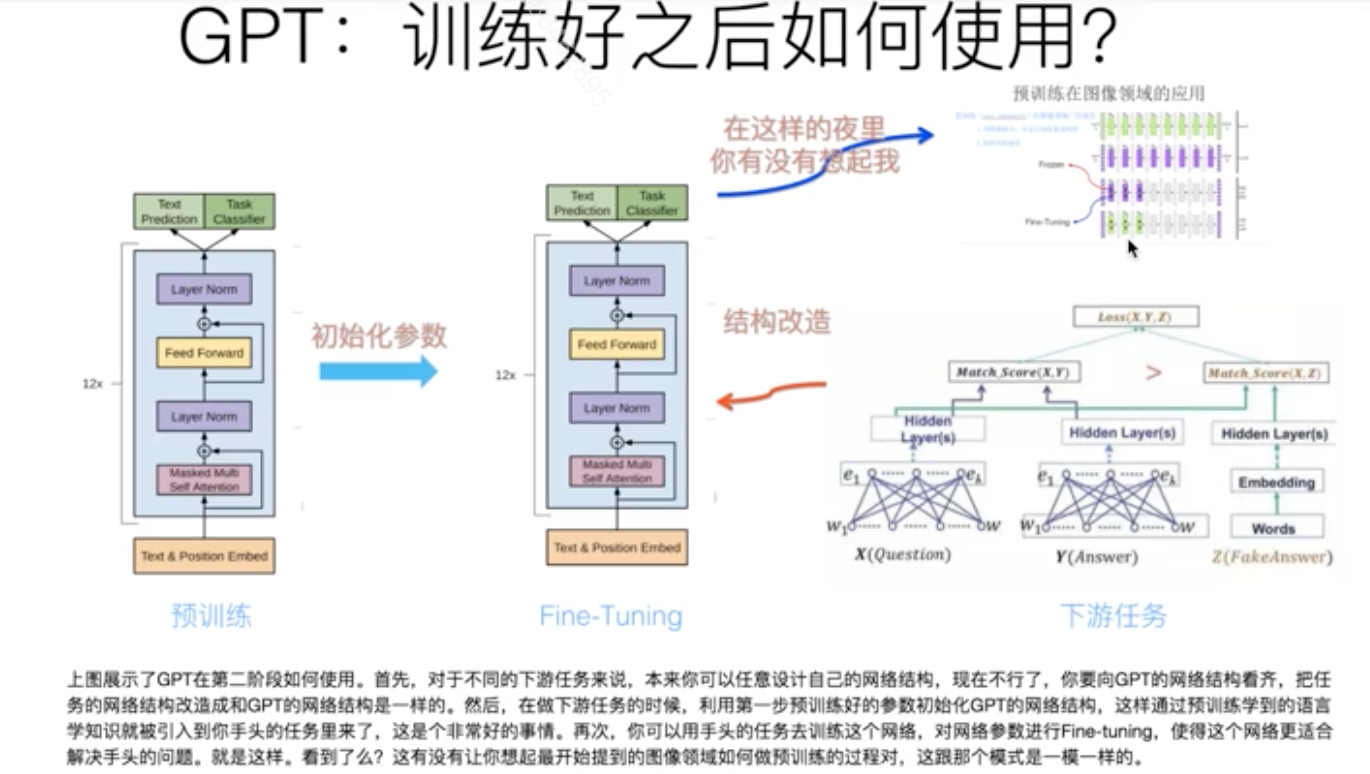 GPT：训练好之后如何使用？
预训练在图像领域的应用
在这样的夜里
你有没有想起我
Frozen
Fine-Tuning
Text
Prediction
Task
Classifier
Layer Norm
Feed Forward
Layer Norm
Masked Multi
Self Attention
12x
Text & Position Embed
预训练
初始化参数
Text
Prediction
Task
Classifier
Layer Norm
Feed Forward
Layer Norm
Masked Multi
Self Attention
12x
Text & Position Embed
Fine-Tuning
结构改造
Loss(X,Y,Z)
Match_Score(X,Y)
>
Match_Score(X,Z)
Hidden
Layer(s)
Hidden Layer(s)
Hidden Layer(s)
e1 ······ ······ ek
e1 ······ ······ ek
Embedding
W1 ······ ······ W
W1 ······ ······ W
Words
X(Question)
Y(Answer)
Z(FakeAnswer)
下游任务
上图展示了GPT在第二阶段如何使用。首先，对于不同的下游任务来说，本来你可以任意设计自己的网络结构，现在不行了，你要向GPT的网络结构看齐，把任
务的网络结构改造成和GPT的网络结构是一样的。然后，在做下游任务的时候，利用第一步预训练好的参数初始化GPT的网络结构，这样通过预训练学到的语言
学知识就被引入到你手头的任务里来了，这是个非常好的事情。再次，你可以用手头的任务去训练这个网络，对网络参数进行Fine-tuning，使得这个网络更适合
解决手头的问题。就是这样。看到了么？这有没有让你想起最开始提到的图像领域如何做预训练的过程对，这跟那个模式是一模一样的。